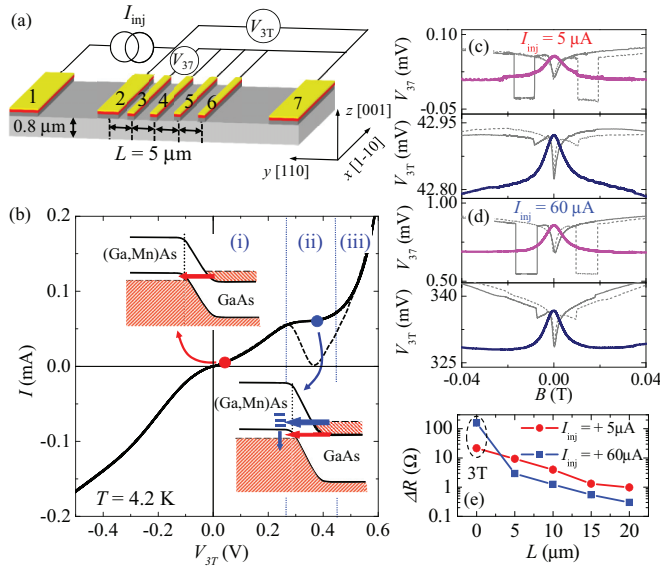 (a)
I_inj
V_3T
V_37
1
2
3
4
5
6
7
0.8 μm
L = 5 μm
z [001]
x [1-10]
y [110]
(b)
0.2
0.1
0.0
-0.1
-0.2
I (mA)
(i)
(ii)
(iii)
(Ga,Mn)As
GaAs
(Ga,Mn)As
GaAs
T = 4.2 K
-0.4
-0.2
0.0
0.2
0.4
0.6
V_3T (V)
(c)
I_inj = 5 μA
0.07
-0.05
V_37 (mV)
42.95
42.80
V_3T (mV)
(d)
I_inj = 60 μA
1.00
0.50
V_37 (mV)
340
325
V_3T (mV)
-0.04
0.00
0.04
B (T)
I_inj = + 5μA
I_inj = + 60μA
100
10
1
0.1
ΔR (Ω)
3T
(e)
0
5
10
15
20
L [μm]